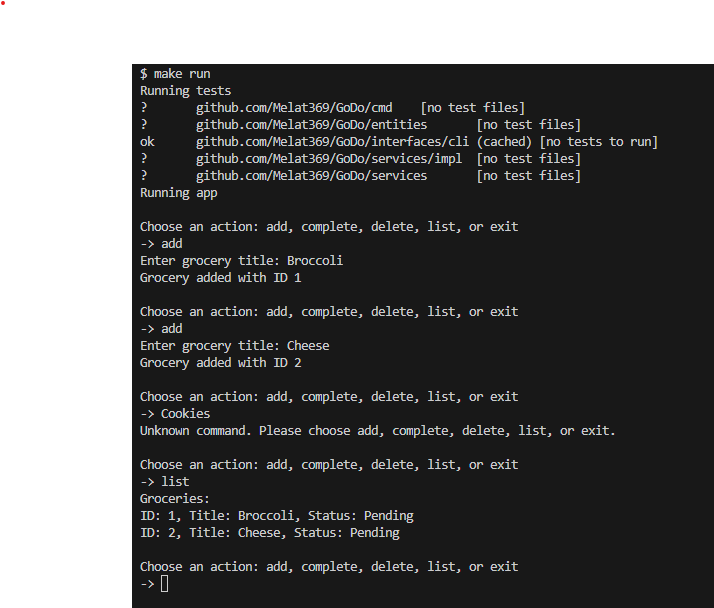 $ make run
Running tests
?       github.com/Melat369/GoDo/cmd    [no test files]
?       github.com/Melat369/GoDo/entities       [no test files]
ok      github.com/Melat369/GoDo/interfaces/cli (cached) [no tests to run]
?       github.com/Melat369/GoDo/services/impl  [no test files]
?       github.com/Melat369/GoDo/services       [no test files]
Running app

Choose an action: add, complete, delete, list, or exit
-> add
Enter grocery title: Broccoli
Grocery added with ID 1

Choose an action: add, complete, delete, list, or exit
-> add
Enter grocery title: Cheese
Grocery added with ID 2

Choose an action: add, complete, delete, list, or exit
-> Cookies
Unknown command. Please choose add, complete, delete, list, or exit.

Choose an action: add, complete, delete, list, or exit
-> list
Groceries:
ID: 1, Title: Broccoli, Status: Pending
ID: 2, Title: Cheese, Status: Pending

Choose an action: add, complete, delete, list, or exit
->